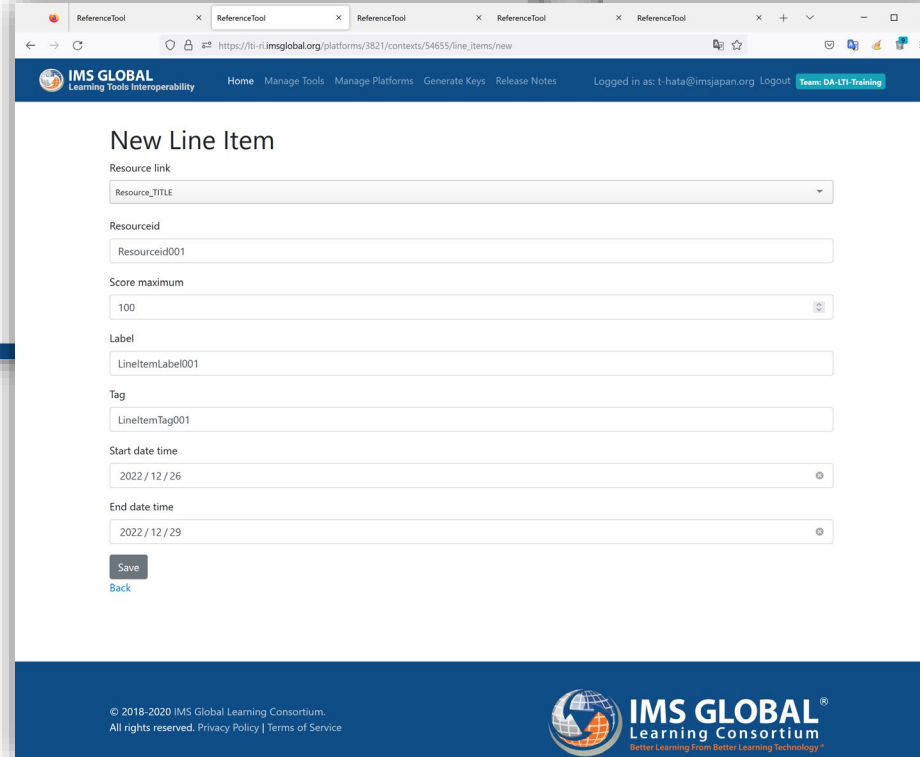 ReferenceTool ReferenceTool ReferenceTool ReferenceTool ReferenceTool
https://lti-ri.imsglobal.org/platforms/3821/contexts/54655/line_items/new
9
IMS GLOBAL
Learning Tools Interoperability
Home Manage Tools Manage Platforms Generate Keys Release Notes Logged in as: t-hata@imsjapan.org Logout Team: DA-LTI-Training
New Line Item
Resource link
Resource_TITLE
Resourceid
Resourceid001
Score maximum
100
Label
LineItemLabel001
Tag
LineItemTag001
Start date time
2022 / 12 / 26
End date time
2022 / 12 / 29
Save
Back
© 2018-2020 IMS Global Learning Consortium.
All rights reserved. Privacy Policy | Terms of Service
IMS GLOBAL®
Learning Consortium
Better Learning From Better Learning Technology®